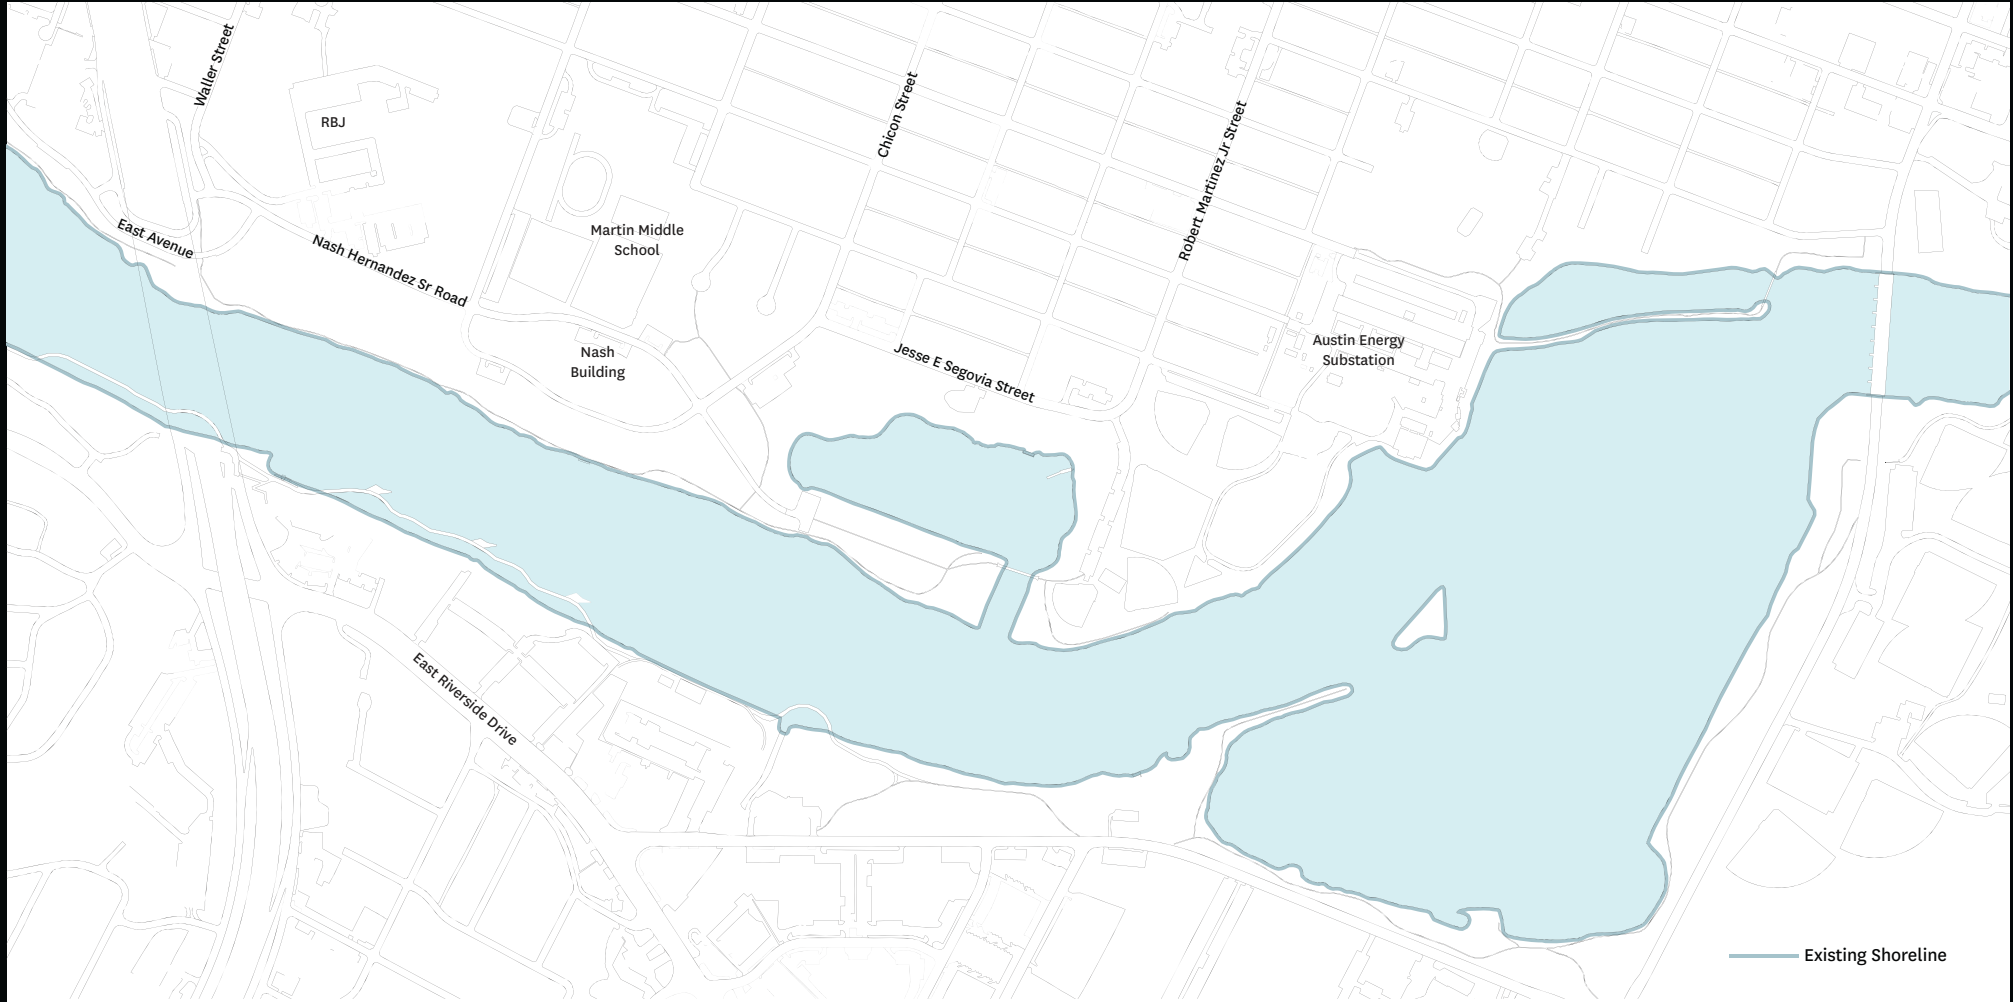 Waller Street
RBJ
Chicon Street
Robert Martinez Jr Street
East Avenue
Nash Hernandez Sr Road
Martin Middle
School
Nash
Building
Jesse E Segovia Street
Austin Energy
Substation
East Riverside Drive
Existing Shoreline